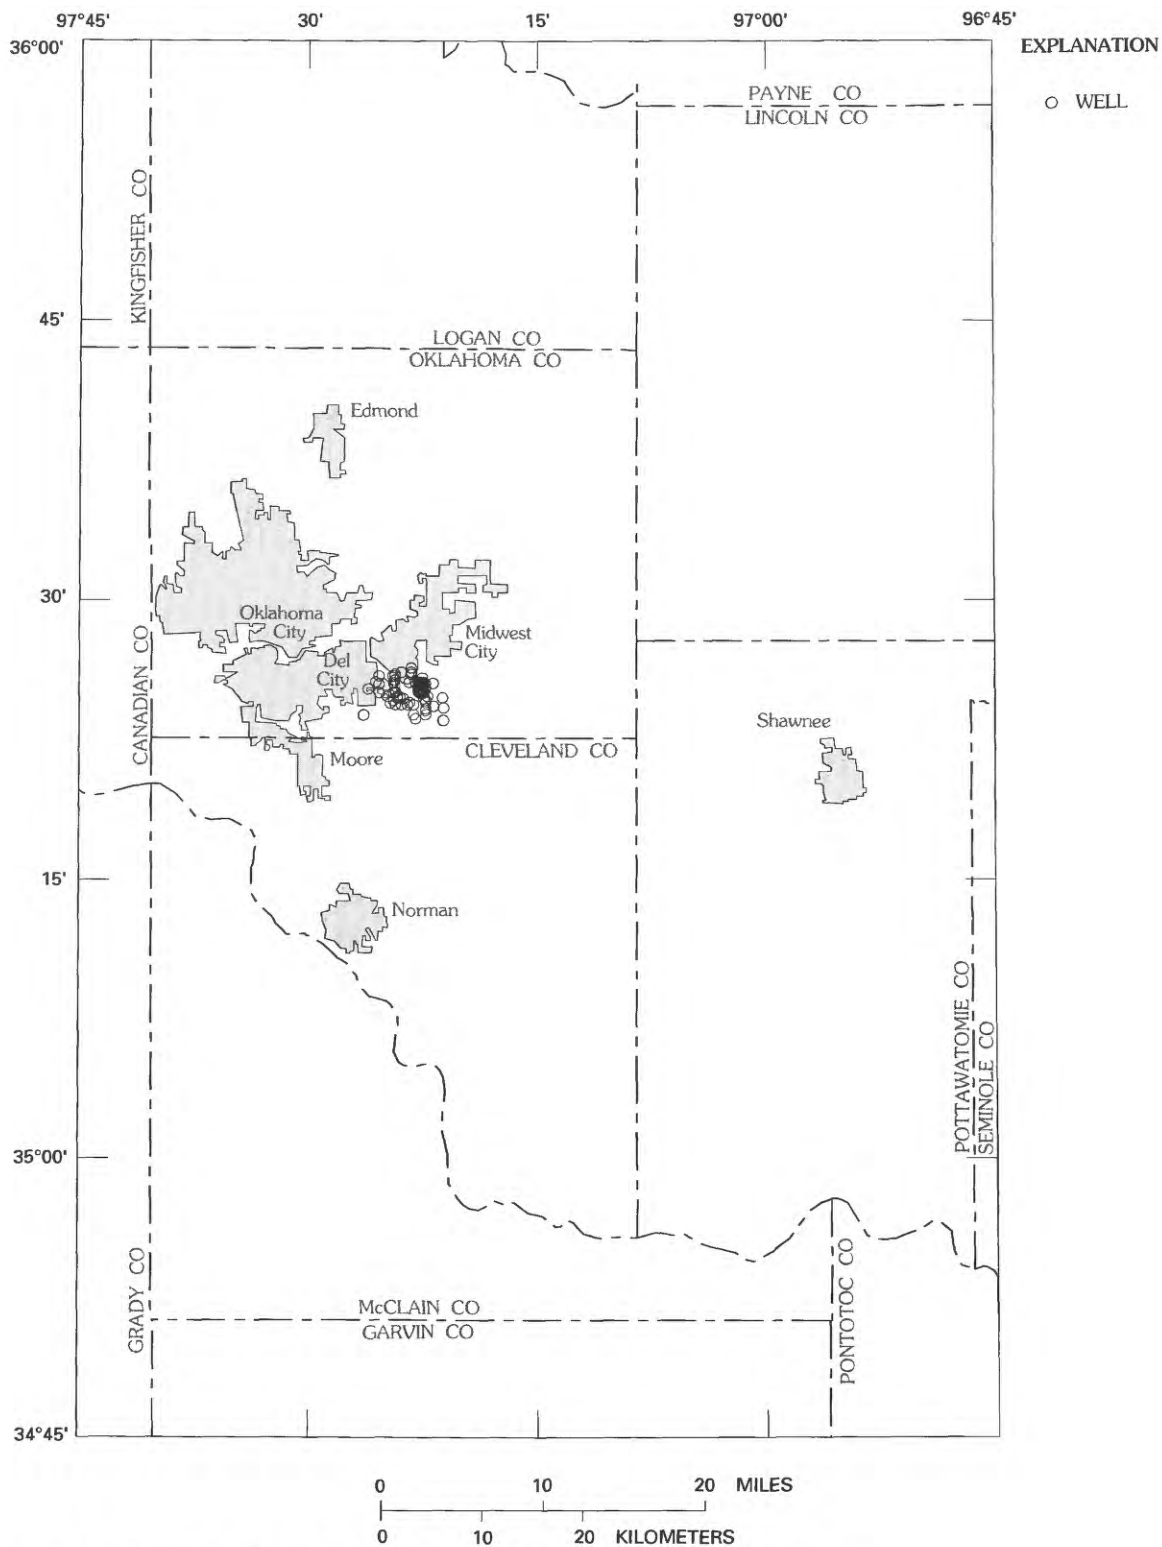 97°45' 30' 15' 97°00' 96°45'
36°00'
EXPLANATION
WELL
PAYNE CO
LINCOLN CO
KINGFISHER CO
45'
LOGAN CO
OKLAHOMA CO
Edmond
30'
Oklahoma
City
Midwest
City
Del
City
CANADIAN CO
Shawnee
CLEVELAND CO
Moore
15'
Norman
POTTAWATOMIE CO
SEMINOLE CO
35°00'
GRADY CO
McCLAIN CO
GARVIN CO
PONTOTOC CO
34°45'
0 10 20 MILES
0 10 20 KILOMETERS